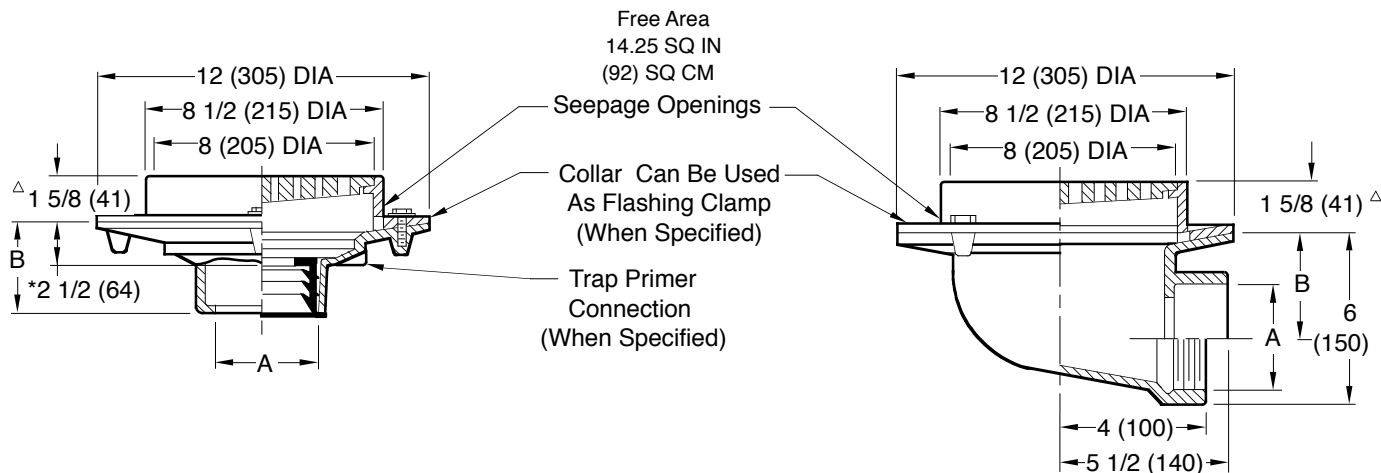 Free Area
14.25 SQ IN
(92) SQ CM
12 (305) DIA
8 1/2 (215) DIA
8 (205) DIA
△
1 5/8 (41)
B
*2 1/2 (64)
A
Seepage Openings
Collar Can Be Used
As Flashing Clamp
(When Specified)
Trap Primer
Connection
(When Specified)
12 (305) DIA
8 1/2 (215) DIA
8 (205) DIA
1 5/8 (41) △
B
6
(150)
A
4 (100)
5 1/2 (140)